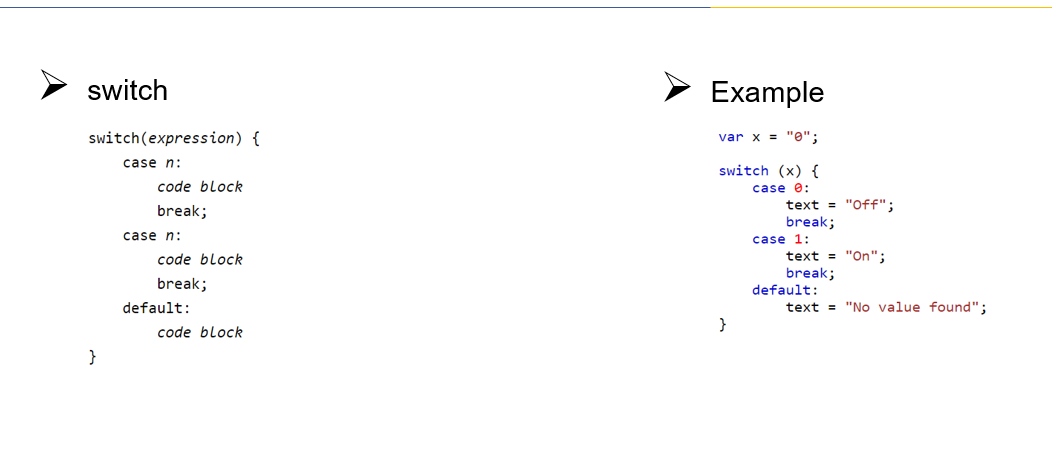 switch
switch(expression) {
    case n:
        code block
        break;
    case n:
        code block
        break;
    default:
        code block
}
Example
var x = "0";

switch (x) {
    case 0:
        text = "Off";
        break;
    case 1:
        text = "On";
        break;
    default:
        text = "No value found";
}